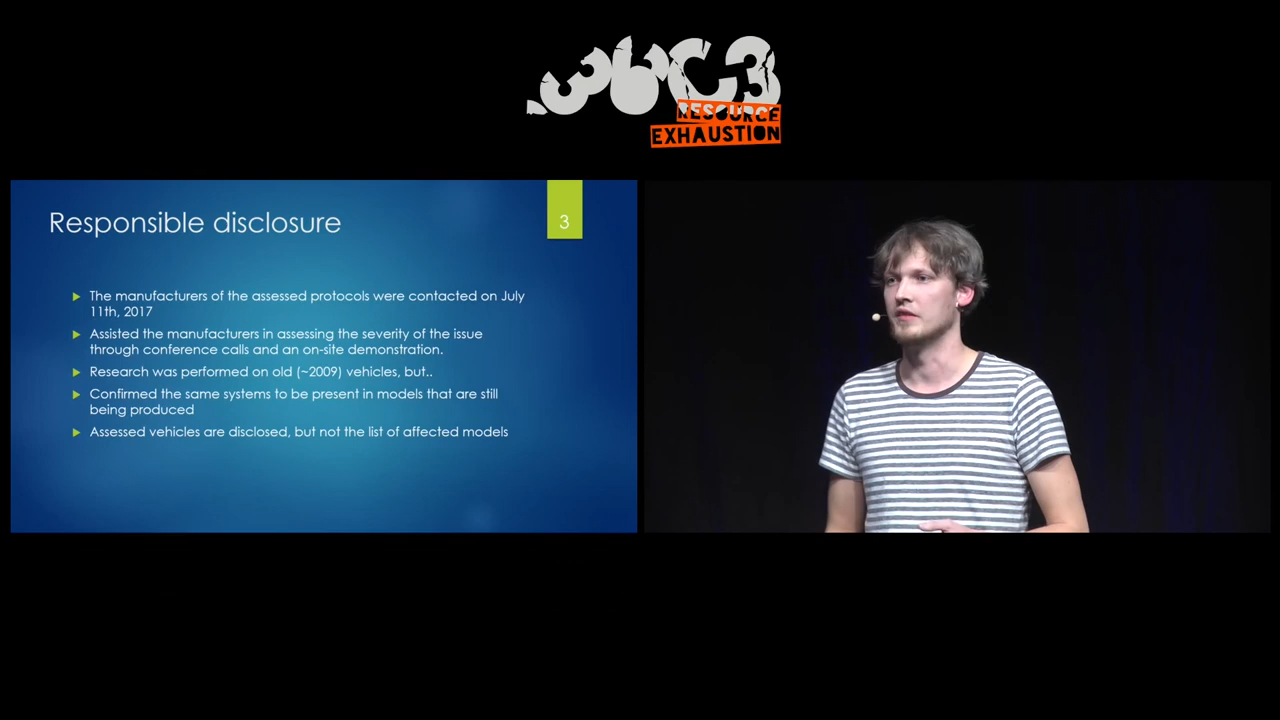 36C3
RESOURCE
EXHAUSTION
Responsible disclosure
3
The manufacturers of the assessed protocols were contacted on July
11th, 2017
Assisted the manufacturers in assessing the severity of the issue
through conference calls and an on-site demonstration.
Research was performed on old (~2009) vehicles, but..
Confirmed the same systems to be present in models that are still
being produced
Assessed vehicles are disclosed, but not the list of affected models